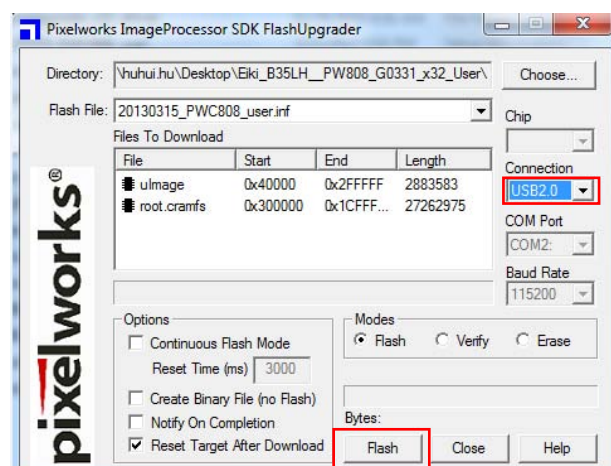 Pixelworks ImageProcessor SDK FlashUpgrader
Directory: \huhui.hu\Desktop\Eiki_B35LH__PW808_G0331_x32_User\ Choose...
Flash File: 20130315_PWC808_user.inf
Chip
Files To Download
File Start End Length
uImage 0x40000 0x2FFFFF 2883583
root.cramfs 0x300000 0x1CFFF... 27262975
Connection
USB2.0
COM Port
COM2:
Baud Rate
115200
pixelworks®
Options
Continuous Flash Mode
Reset Time (ms) 3000
Create Binary File (no Flash)
Notify On Completion
Reset Target After Download
Modes
Flash Verify Erase
Bytes:
Flash Close Help